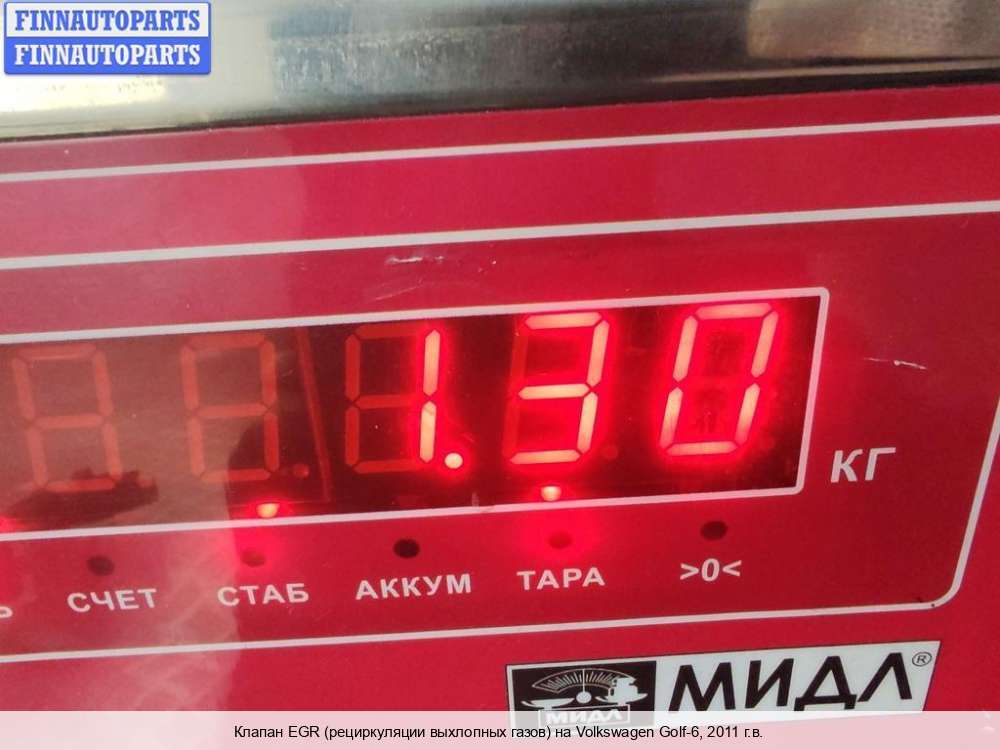 FINNAUTOPARTS
FINNAUTOPARTS
1.30
КГ
СЧЕТ СТАБ АККУМ ТАРА >0<
МИДЛ МИДЛ®
Клапан EGR (рециркуляции выхлопных газов) на Volkswagen Golf-6, 2011 г.в.